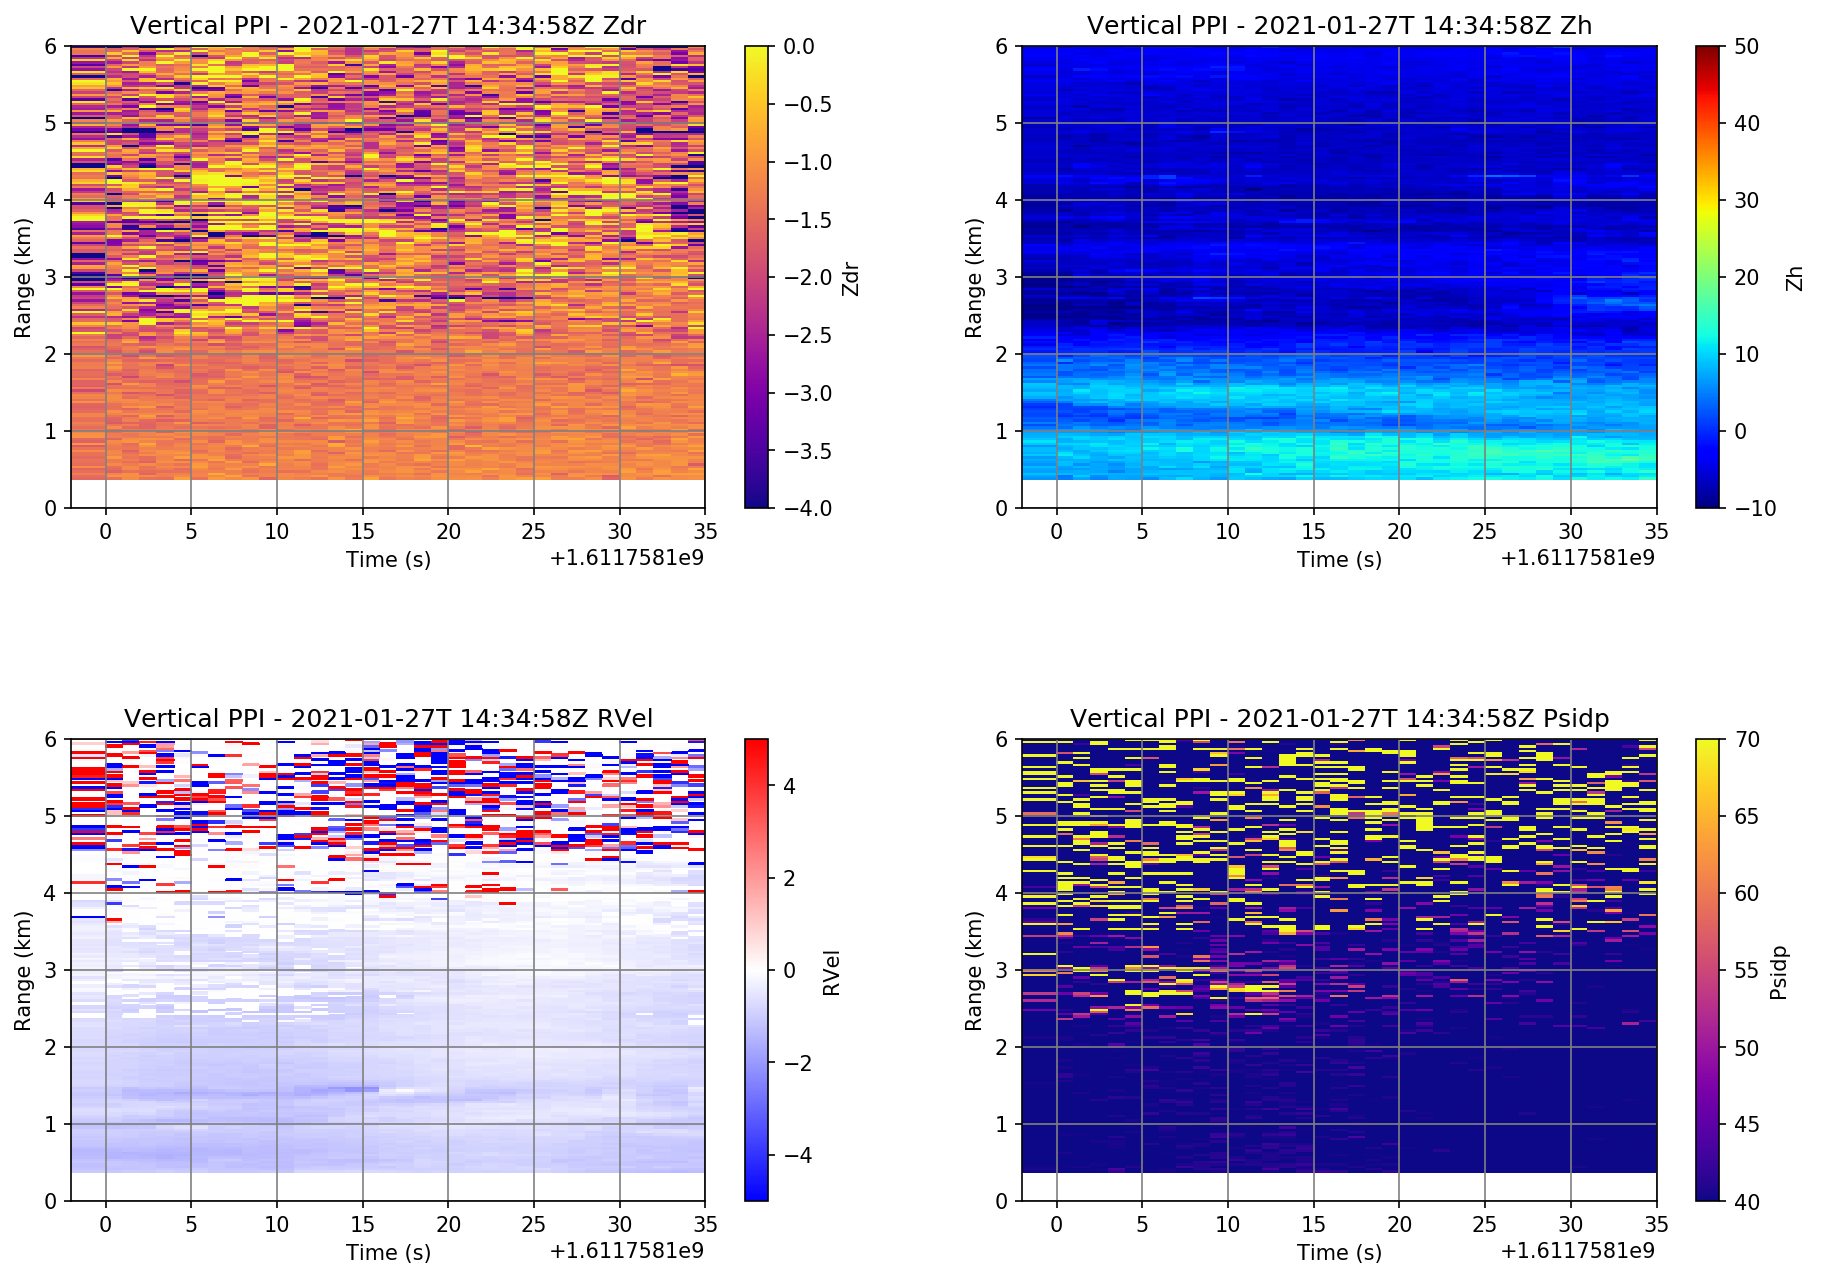 Vertical PPI - 2021-01-27T 14:34:58Z Zdr
6
5
4
3
2
1
0
Range (km)
0 5 10 15 20 25 30 35
Time (s)
+1.6117581e9
0.0
−0.5
−1.0
−1.5
−2.0
−2.5
−3.0
−3.5
−4.0
Zdr
Vertical PPI - 2021-01-27T 14:34:58Z Zh
6
5
4
3
2
1
0
Range (km)
0 5 10 15 20 25 30 35
Time (s)
+1.6117581e9
50
40
30
20
10
0
−10
Zh
Vertical PPI - 2021-01-27T 14:34:58Z RVel
6
5
4
3
2
1
0
Range (km)
0 5 10 15 20 25 30 35
Time (s)
+1.6117581e9
4
2
0
−2
−4
RVel
Vertical PPI - 2021-01-27T 14:34:58Z Psidp
6
5
4
3
2
1
0
Range (km)
0 5 10 15 20 25 30 35
Time (s)
+1.6117581e9
70
65
60
55
50
45
40
Psidp